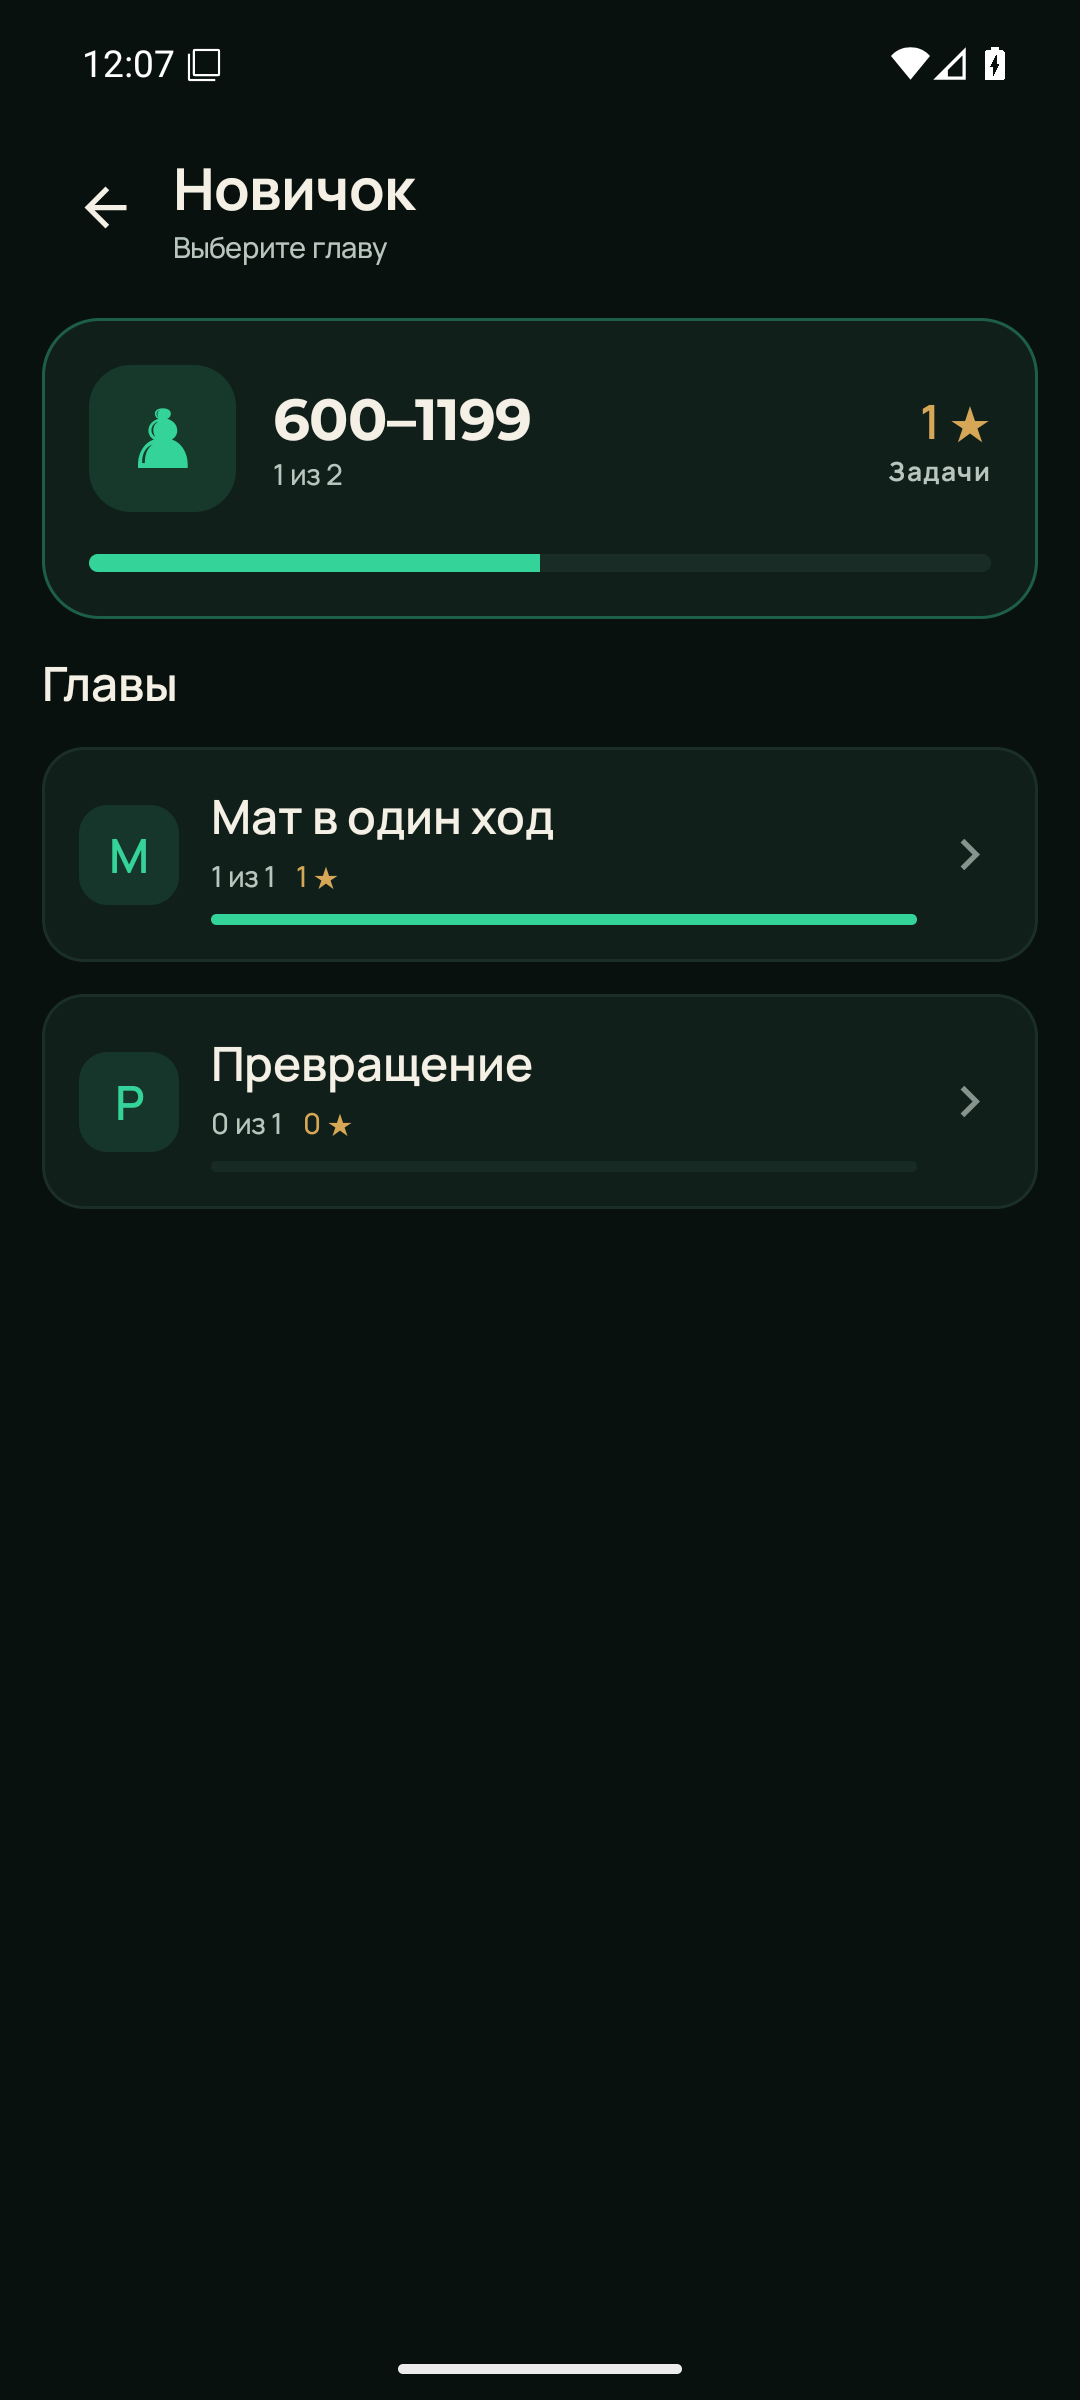 12:07
Новичок
Выберите главу
600–1199
1 из 2
1 ★
Задачи
Главы
M
Мат в один ход
1 из 1 1 ★
P
Превращение
0 из 1 0 ★